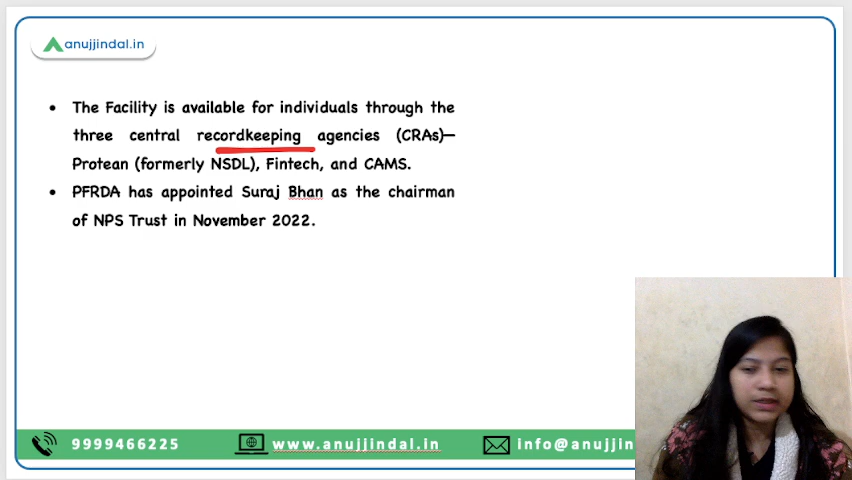 anujjindal.in
• The Facility is available for individuals through the
three central recordkeeping agencies (CRAs)—
Protean (formerly NSDL), Fintech, and CAMS.
• PFRDA has appointed Suraj Bhan as the chairman
of NPS Trust in November 2022.
9999466225 www.anujjindal.in info@anujjin